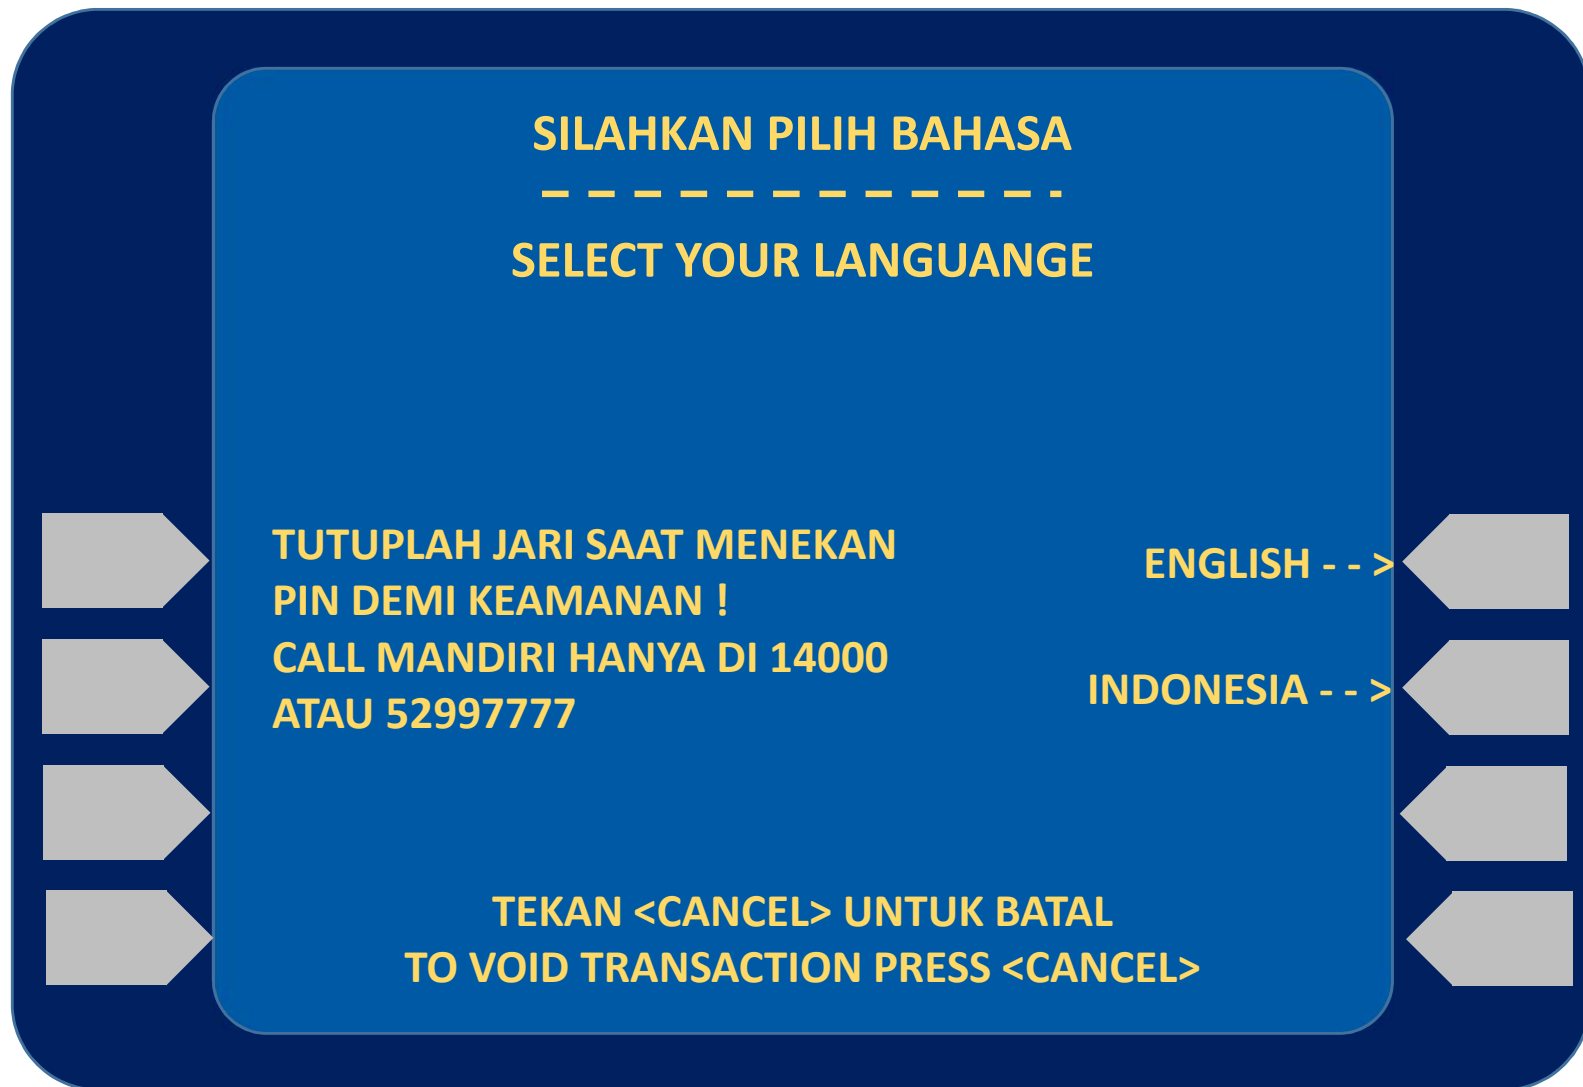 SILAHKAN PILIH BAHASA
– – – – – – – – – – – -
SELECT YOUR LANGUANGE
TUTUPLAH JARI SAAT MENEKAN
PIN DEMI KEAMANAN !
CALL MANDIRI HANYA DI 14000
ATAU 52997777
ENGLISH - - >
INDONESIA - - >
TEKAN <CANCEL> UNTUK BATAL
TO VOID TRANSACTION PRESS <CANCEL>